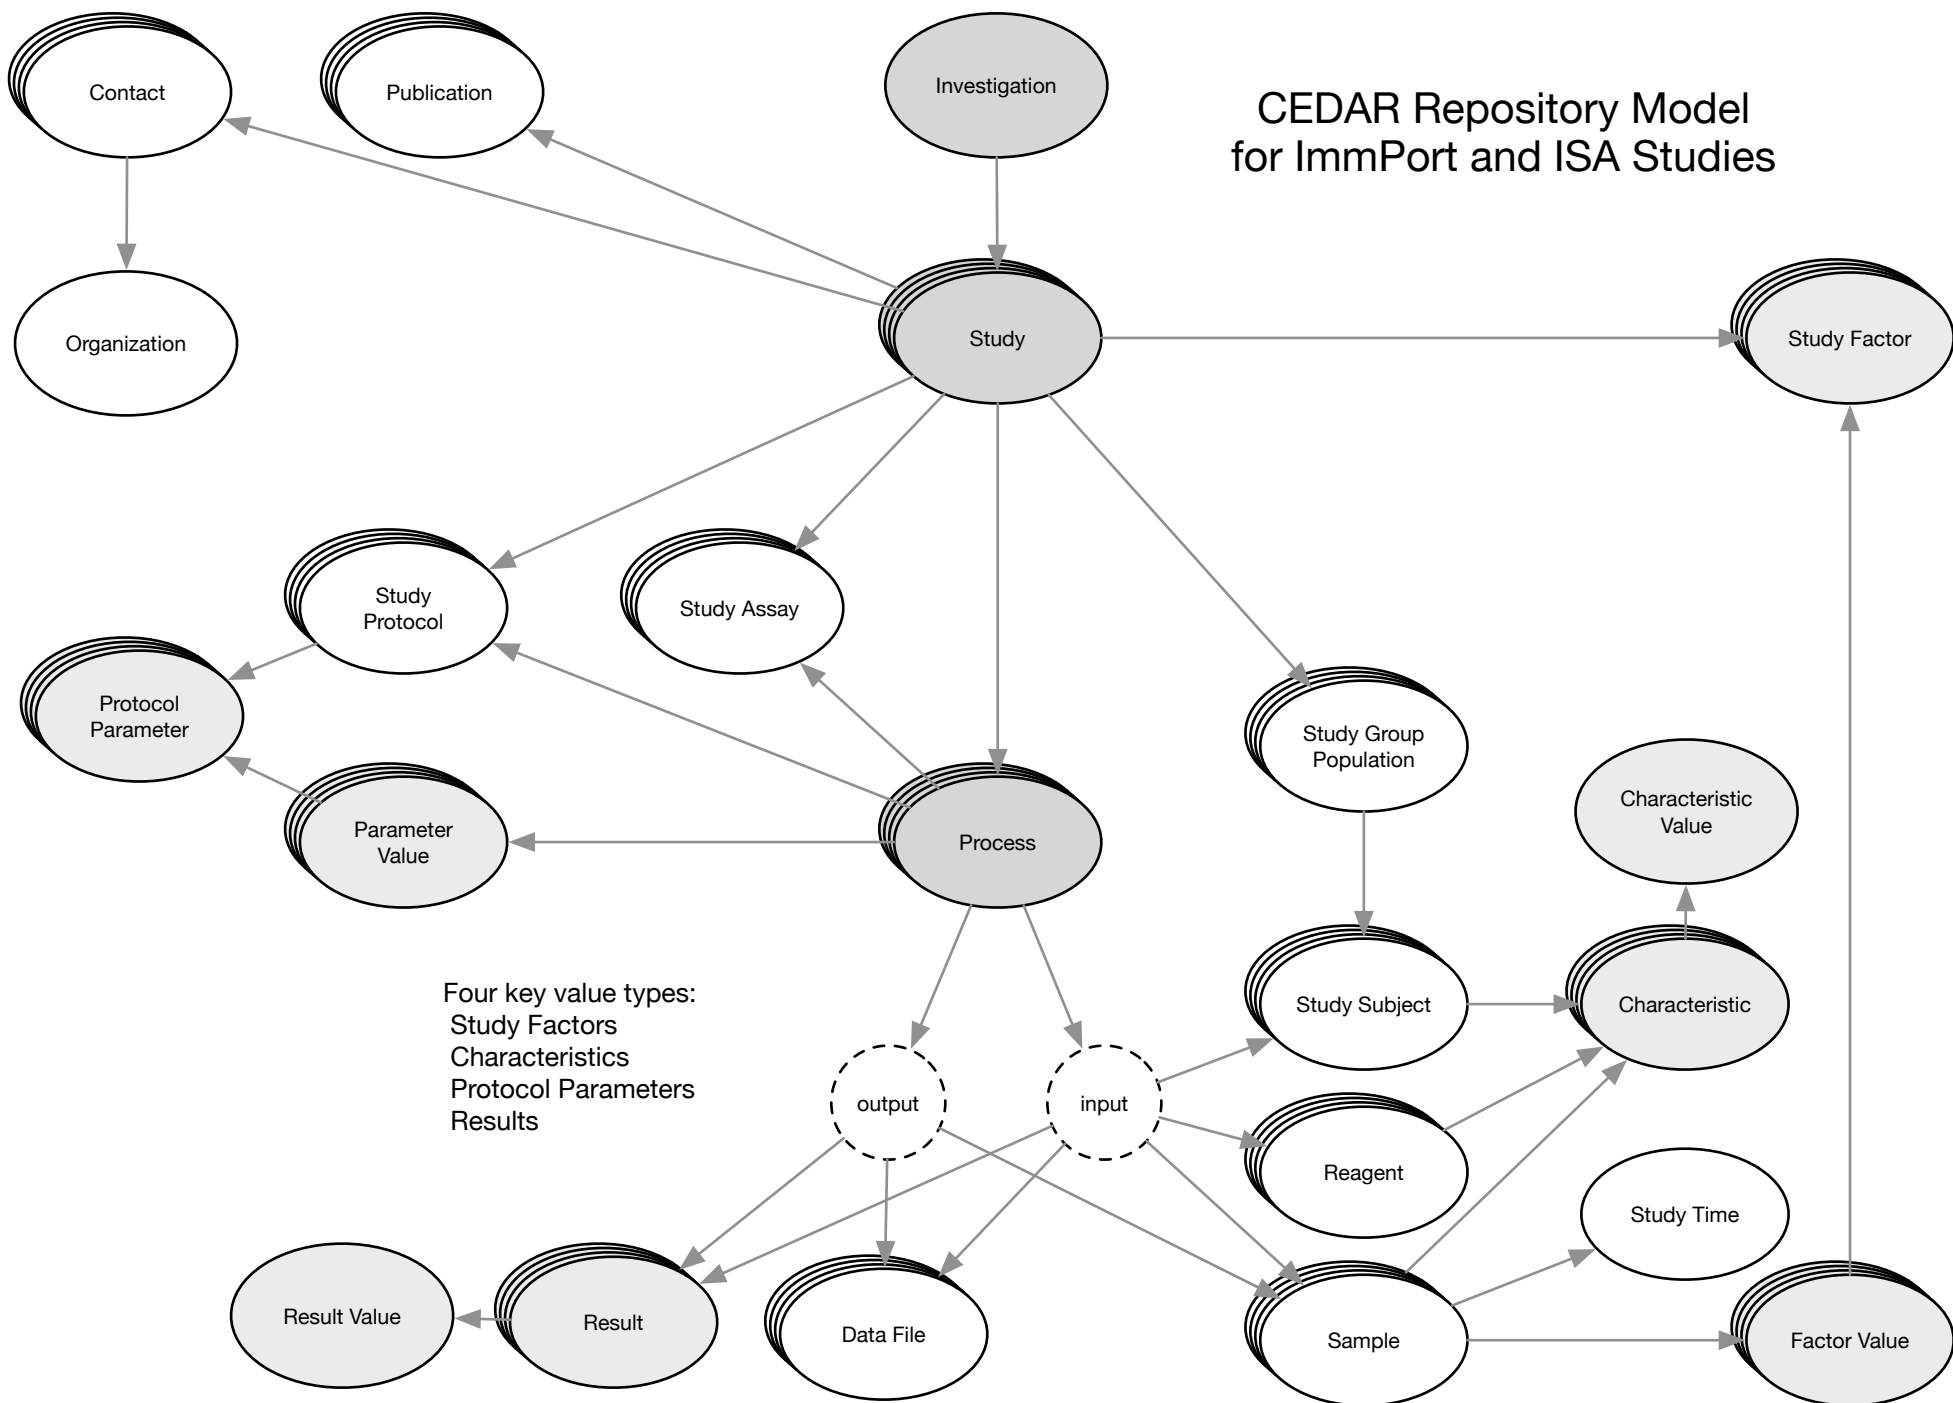 Contact
Publication
Investigation
CEDAR Repository Model
for ImmPort and ISA Studies
Organization
Study
Study Factor
Study
Protocol
Study Assay
Protocol
Parameter
Study Group
Population
Parameter
Value
Process
Characteristic
Value
Four key value types:
Study Factors
Characteristics
Protocol Parameters
Results
Study Subject
Characteristic
output
input
Reagent
Study Time
Result Value
Result
Data File
Sample
Factor Value